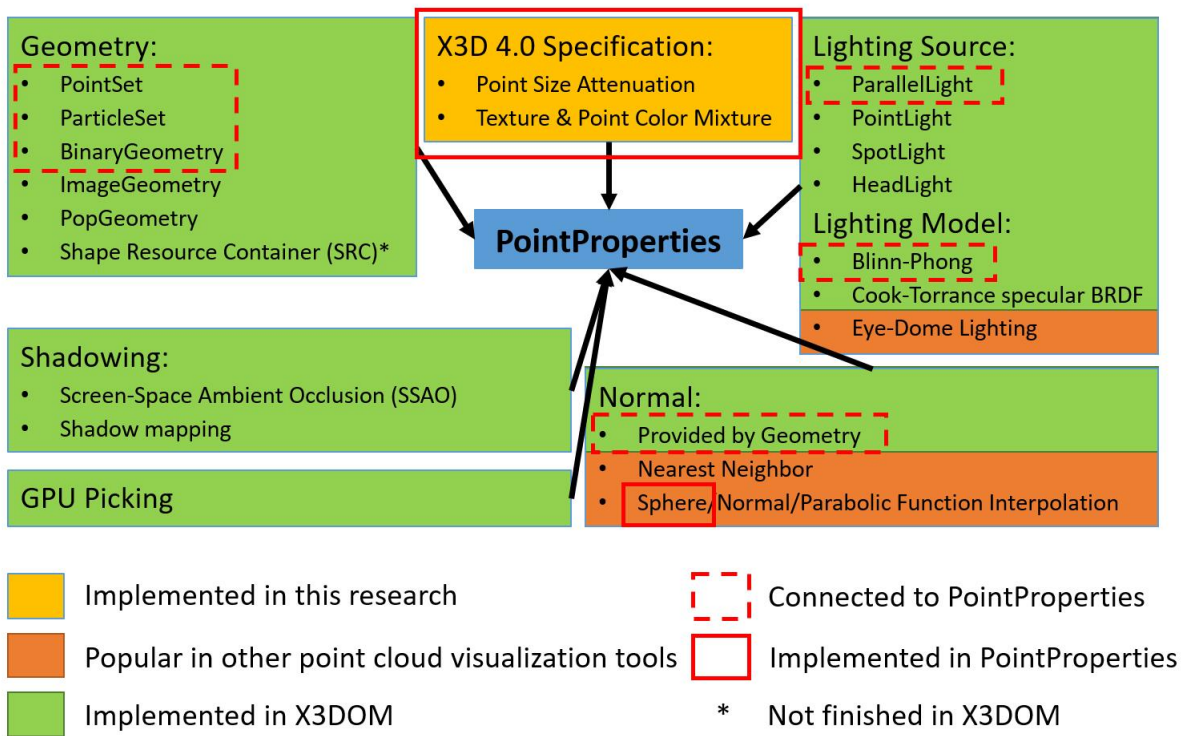 Geometry:
• PointSet
• ParticleSet
• BinaryGeometry
• ImageGeometry
• PopGeometry
• Shape Resource Container (SRC)*
X3D 4.0 Specification:
• Point Size Attenuation
• Texture & Point Color Mixture
Lighting Source:
• ParallelLight
• PointLight
• SpotLight
• HeadLight
Lighting Model:
• Blinn-Phong
• Cook-Torrance specular BRDF
• Eye-Dome Lighting
PointProperties
Shadowing:
• Screen-Space Ambient Occlusion (SSAO)
• Shadow mapping
GPU Picking
Normal:
• Provided by Geometry
• Nearest Neighbor
• Sphere/Normal/Parabolic Function Interpolation
Implemented in this research
Popular in other point cloud visualization tools
Implemented in X3DOM
Connected to PointProperties
Implemented in PointProperties
* Not finished in X3DOM